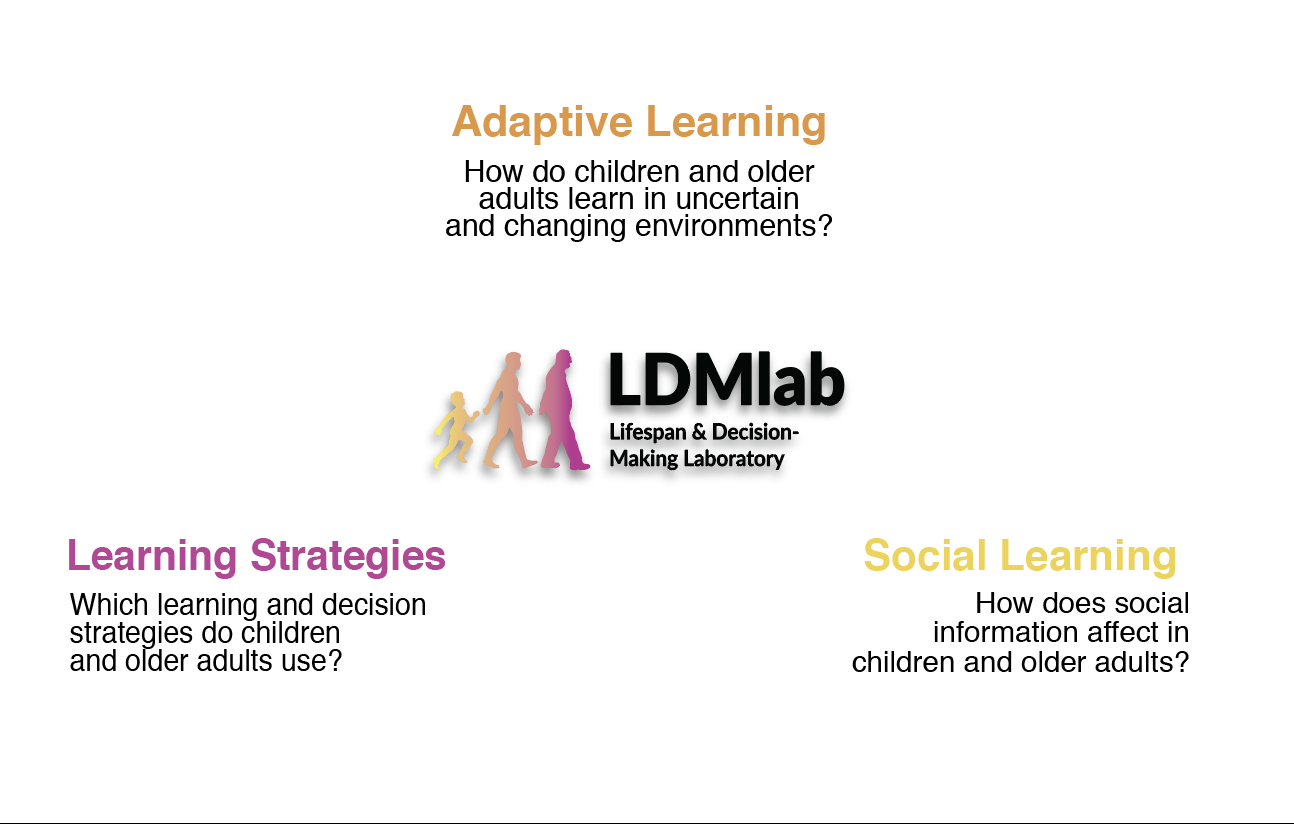 Adaptive Learning
How do children and older
adults learn in uncertain
and changing environments?
LDMlab
Lifespan & Decision-
Making Laboratory
Learning Strategies
Which learning and decision
strategies do children
and older adults use?
Social Learning
How does social
information affect in
children and older adults?